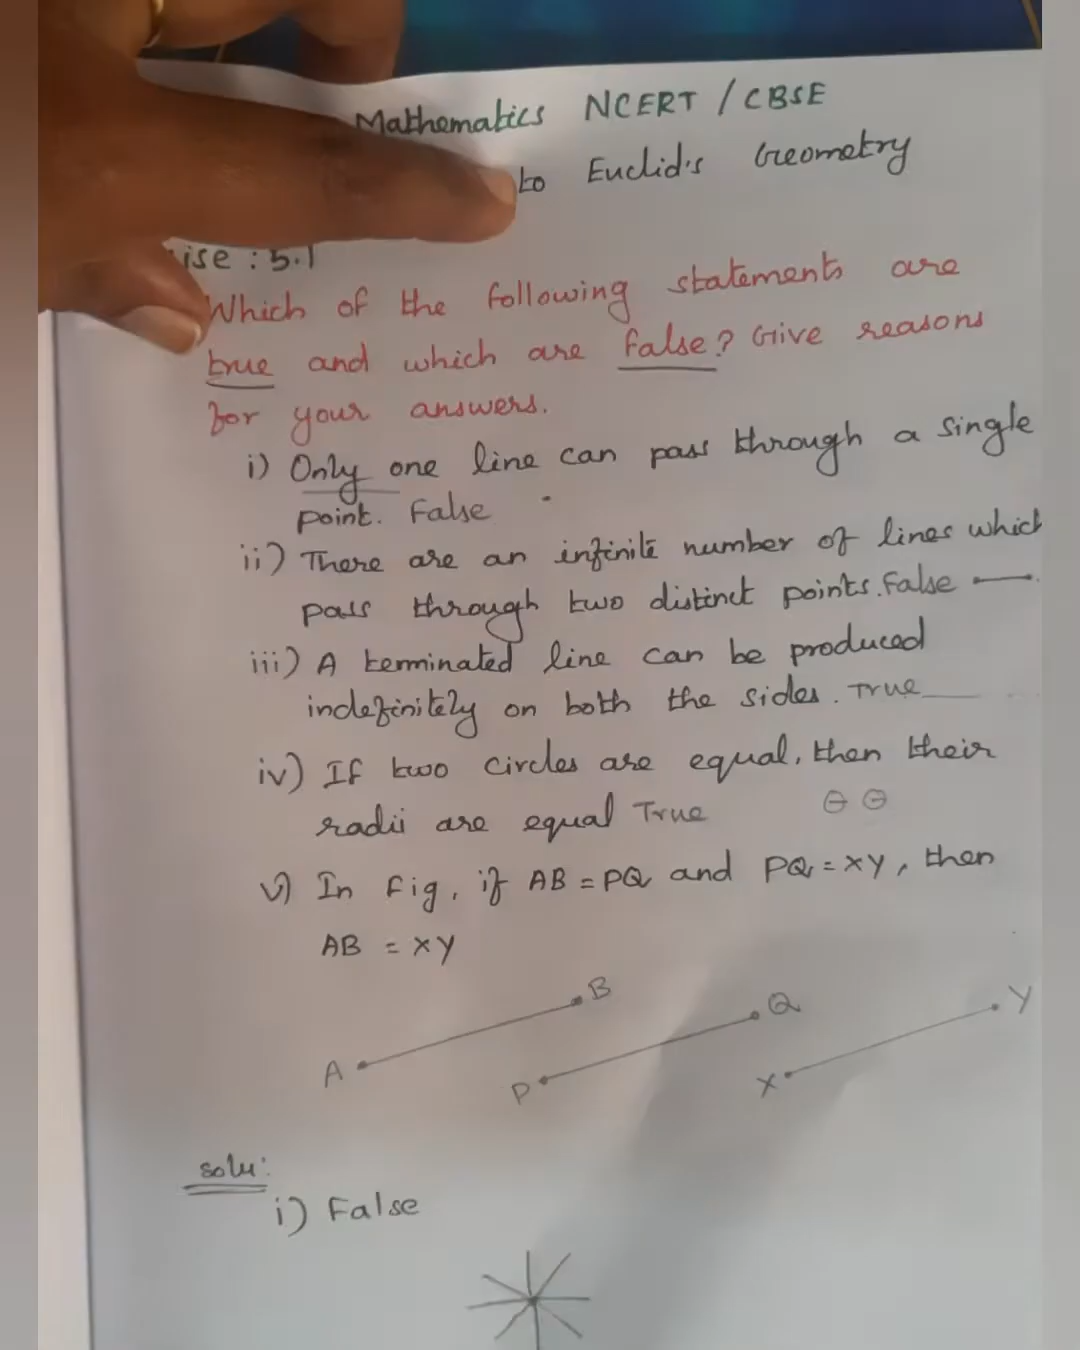 Mathematics NCERT / CBSE
to Euclid's Geometry
ise : 5.1
Which of the following statements are
true and which are false? Give reasons
for your answers.
i) Only one line can pass through a single
point. False
ii) There are an infinite number of lines which
pass through two distinct points. False
iii) A terminated line can be produced
indefinitely on both the sides. True
iv) If two circles are equal, then their
radii are equal True
v) In Fig, if AB = PQ and PQ = XY, then
AB = XY
B
Q
Y
A
P
X
solu:
i) False